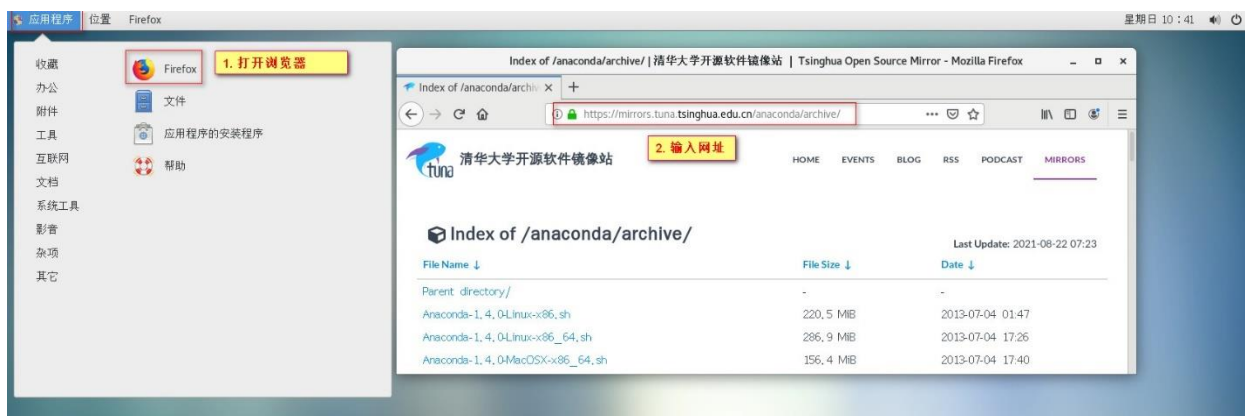 应用程序 位置 Firefox 星期日 10:41
收藏
办公
附件
工具
互联网
文档
系统工具
影音
杂项
其它
Firefox
文件
应用程序的安装程序
帮助
1. 打开浏览器
Index of /anaconda/archive/ | 清华大学开源软件镜像站 | Tsinghua Open Source Mirror - Mozilla Firefox
Index of /anaconda/archiv
https://mirrors.tuna.tsinghua.edu.cn/anaconda/archive/
2. 输入网址
tuna 清华大学开源软件镜像站 HOME EVENTS BLOG RSS PODCAST MIRRORS
Index of /anaconda/archive/
Last Update: 2021-08-22 07:23
File Name ↓ File Size ↓ Date ↓
Parent directory/ - -
Anaconda-1.4.0-Linux-x86.sh 220.5 MiB 2013-07-04 01:47
Anaconda-1.4.0-Linux-x86_64.sh 286.9 MiB 2013-07-04 17:26
Anaconda-1.4.0-MacOSX-x86_64.sh 156.4 MiB 2013-07-04 17:40